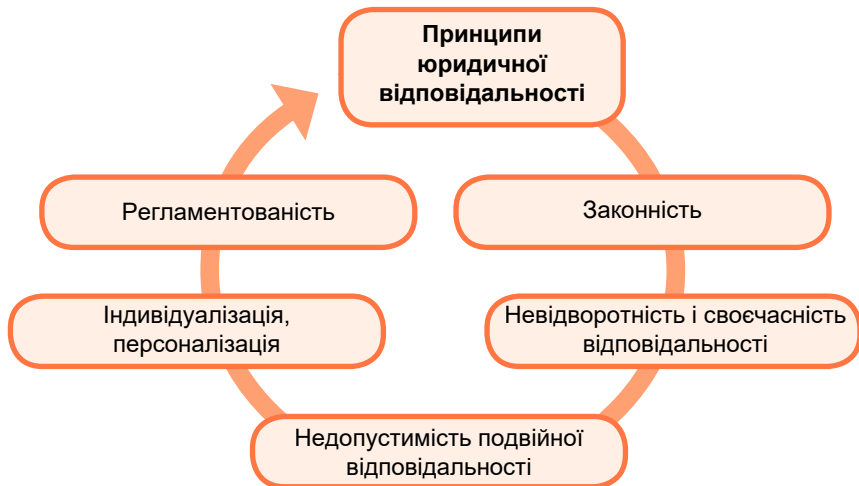 Принципи
юридичної
відповідальності
Законність
Невідворотність і своєчасність
відповідальності
Недопустимість подвійної
відповідальності
Індивідуалізація,
персоналізація
Регламентованість